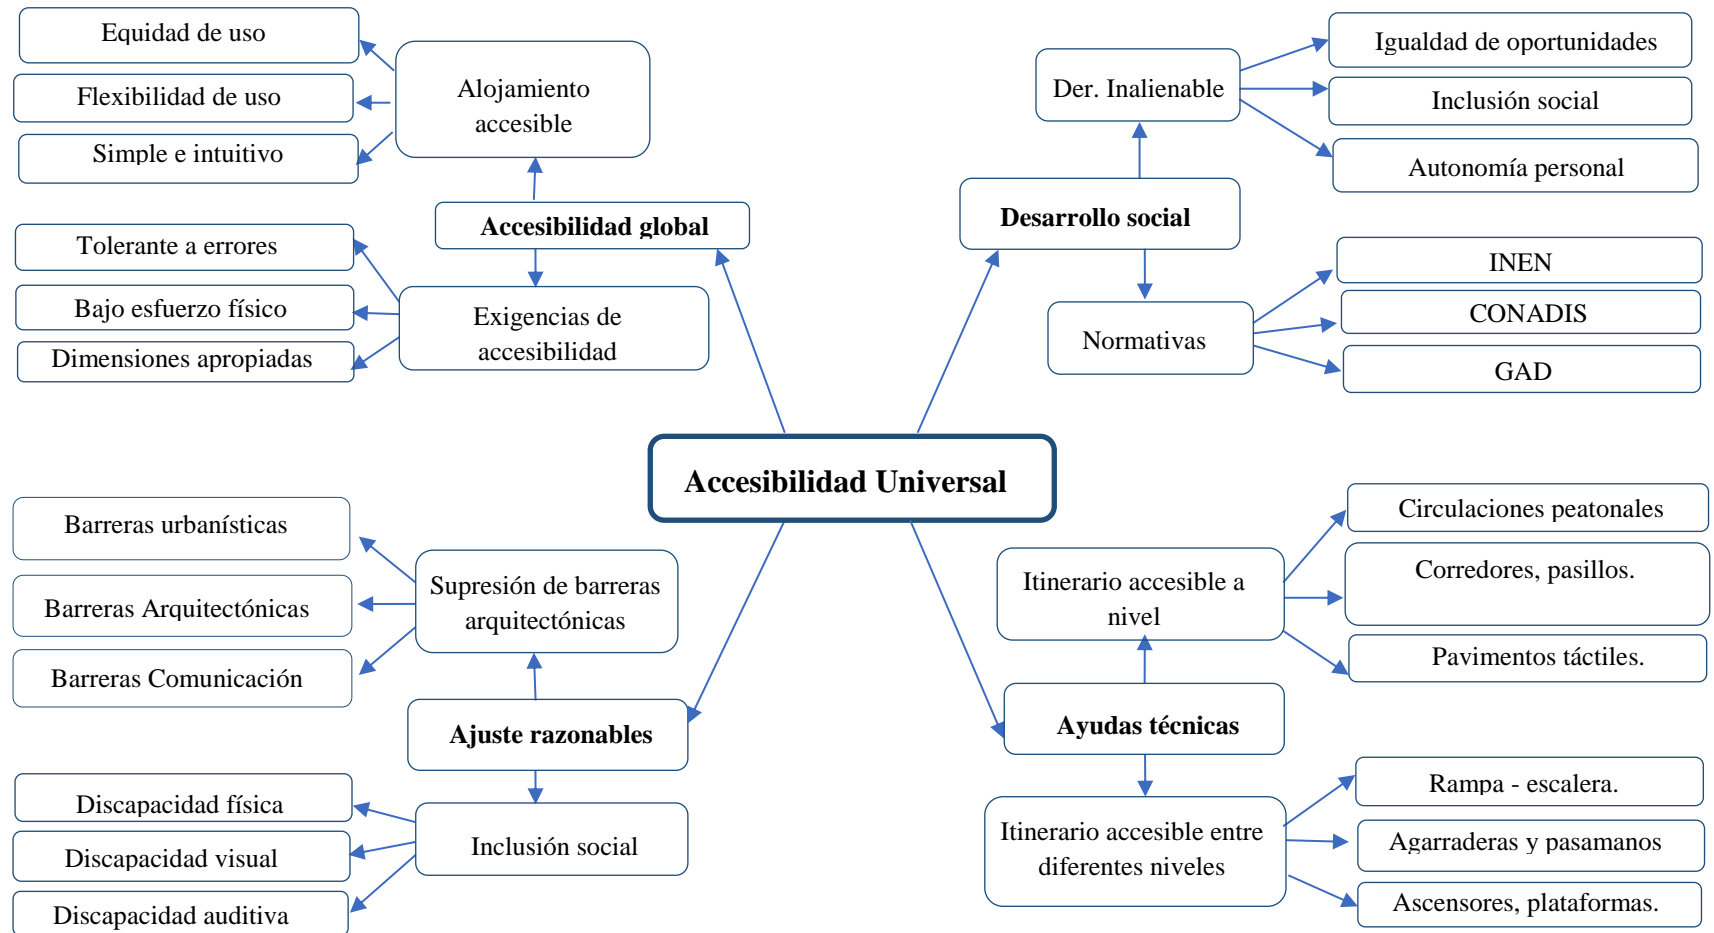 Equidad de uso
Flexibilidad de uso
Simple e intuitivo
Alojamiento
accesible
Accesibilidad global
Tolerante a errores
Bajo esfuerzo físico
Dimensiones apropiadas
Exigencias de
accesibilidad
Igualdad de oportunidades
Inclusión social
Autonomía personal
Der. Inalienable
Desarrollo social
INEN
CONADIS
GAD
Normativas
Accesibilidad Universal
Barreras urbanísticas
Barreras Arquitectónicas
Barreras Comunicación
Supresión de barreras
arquitectónicas
Ajuste razonables
Discapacidad física
Discapacidad visual
Discapacidad auditiva
Inclusión social
Circulaciones peatonales
Corredores, pasillos.
Pavimentos táctiles.
Itinerario accesible a
nivel
Ayudas técnicas
Rampa - escalera.
Agarraderas y pasamanos
Ascensores, plataformas.
Itinerario accesible entre
diferentes niveles